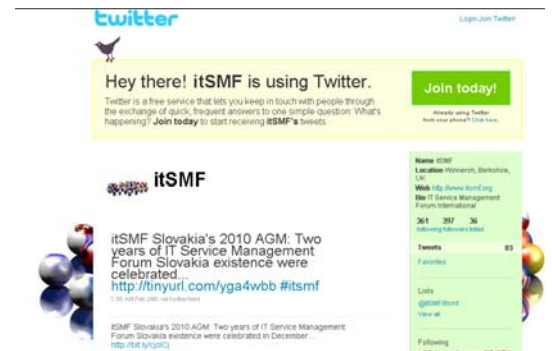 twitter
Login Join Twitter!
Hey there! itSMF is using Twitter.
Twitter is a free service that lets you keep in touch with people through
the exchange of quick, frequent answers to one simple question: What's
happening? Join today to start receiving itSMF's tweets.
Join today!
Already using Twitter
from your phone? Click here.
itSMF
itSMF Slovakia's 2010 AGM: Two
years of IT Service Management
Forum Slovakia existence were
celebrated...
http://tinyurl.com/yga4wbb #itsmf
via twitterfeed
itSMF Slovakia's 2010 AGM: Two years of IT Service Management
Forum Slovakia existence were celebrated in December...
Name itSMF
Location Winnersh, Berkshire,
UK
Web http://www.itsmf.org
Bio IT Service Management
Forum International
361 397 36
following followers listed
Tweets 83
Favorites
Lists
View all
Following